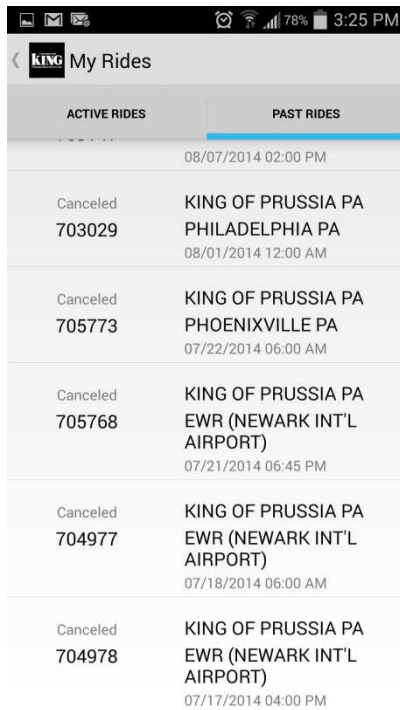 78% 3:25 PM
KING My Rides
ACTIVE RIDES PAST RIDES
08/07/2014 02:00 PM
Canceled
703029
KING OF PRUSSIA PA
PHILADELPHIA PA
08/01/2014 12:00 AM
Canceled
705773
KING OF PRUSSIA PA
PHOENIXVILLE PA
07/22/2014 06:00 AM
Canceled
705768
KING OF PRUSSIA PA
EWR (NEWARK INT'L
AIRPORT)
07/21/2014 06:45 PM
Canceled
704977
KING OF PRUSSIA PA
EWR (NEWARK INT'L
AIRPORT)
07/18/2014 06:00 AM
Canceled
704978
KING OF PRUSSIA PA
EWR (NEWARK INT'L
AIRPORT)
07/17/2014 04:00 PM